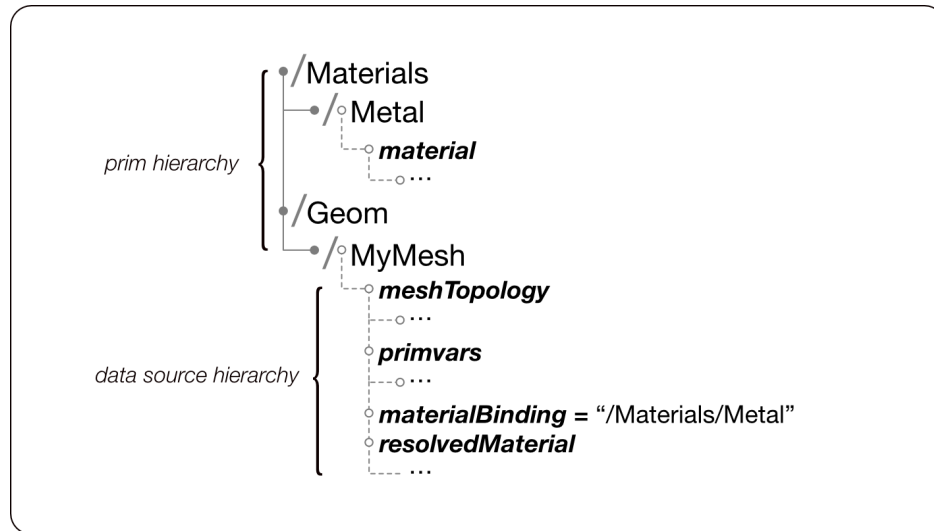 /Materials
/Metal
material
prim hierarchy
...
/Geom
/MyMesh
meshTopology
...
primvars
data source hierarchy
...
materialBinding = “/Materials/Metal”
resolvedMaterial
...